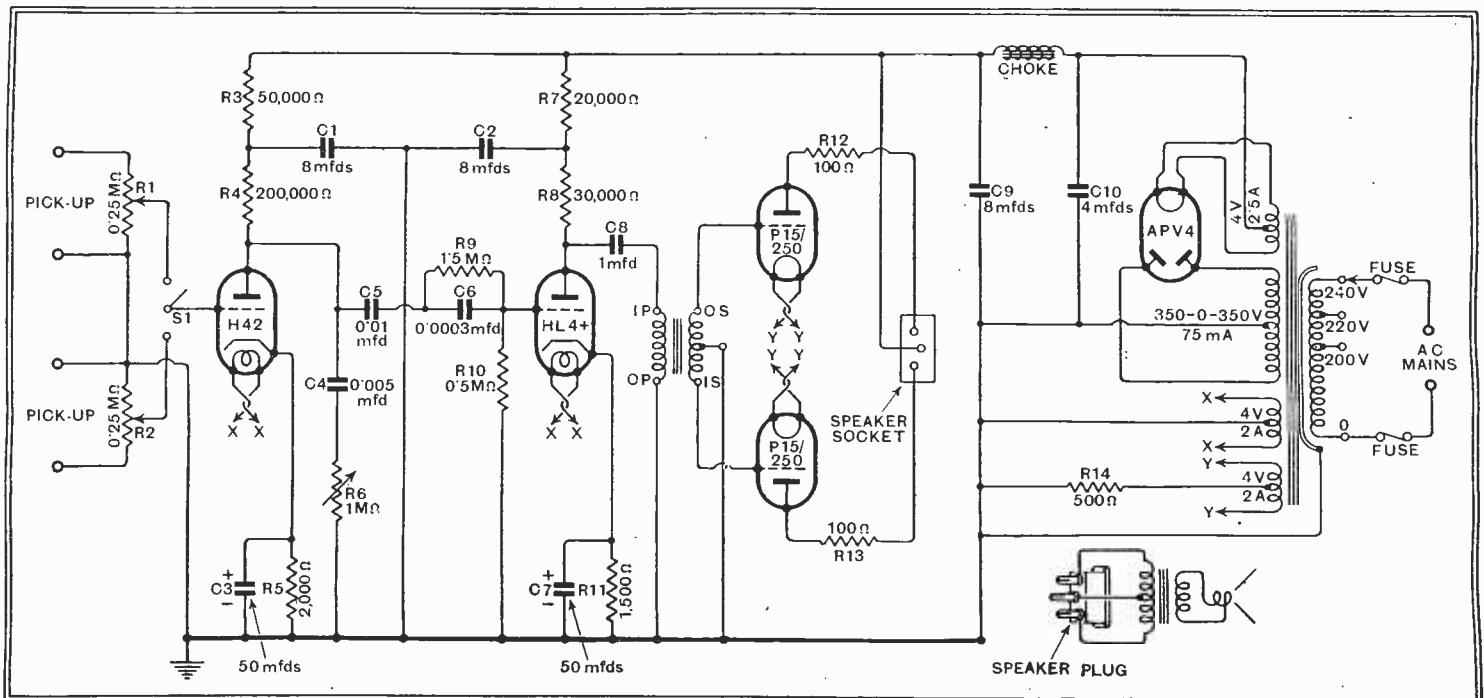 CHOKE
R3 50,000Ω
R7 20,000Ω
C1
8mfds
C2
8mfds
R12
100Ω
PICK-UP
R1
0·25MΩ
R4 200,000Ω
R8 30,000Ω
C8
1mfd
P15/
250
C9
8mfds
C10
4mfds
APV4
4V
2·5A
FUSE
S1
H42
R9
1·5MΩ
C5
0·01
mfd
C6
0·0003mfd
HL4+
IP
OS
OP
IS
Y Y
Y Y
350-0-350V
75mA
240V
220V
200V
A C
MAINS
PICK-UP
0·25MΩ
R2
C4 0·005
mfd
R10
0·5MΩ
X X
X X
P15/
250
SPEAKER
SOCKET
X
4V
2A
X
0
FUSE
R6
1MΩ
100Ω
R13
R14
500Ω
Y
4V
2A
Y
C3
+
–
R5
2,000Ω
C7
+
–
R11
1,500Ω
50 mfds
50 mfds
SPEAKER PLUG